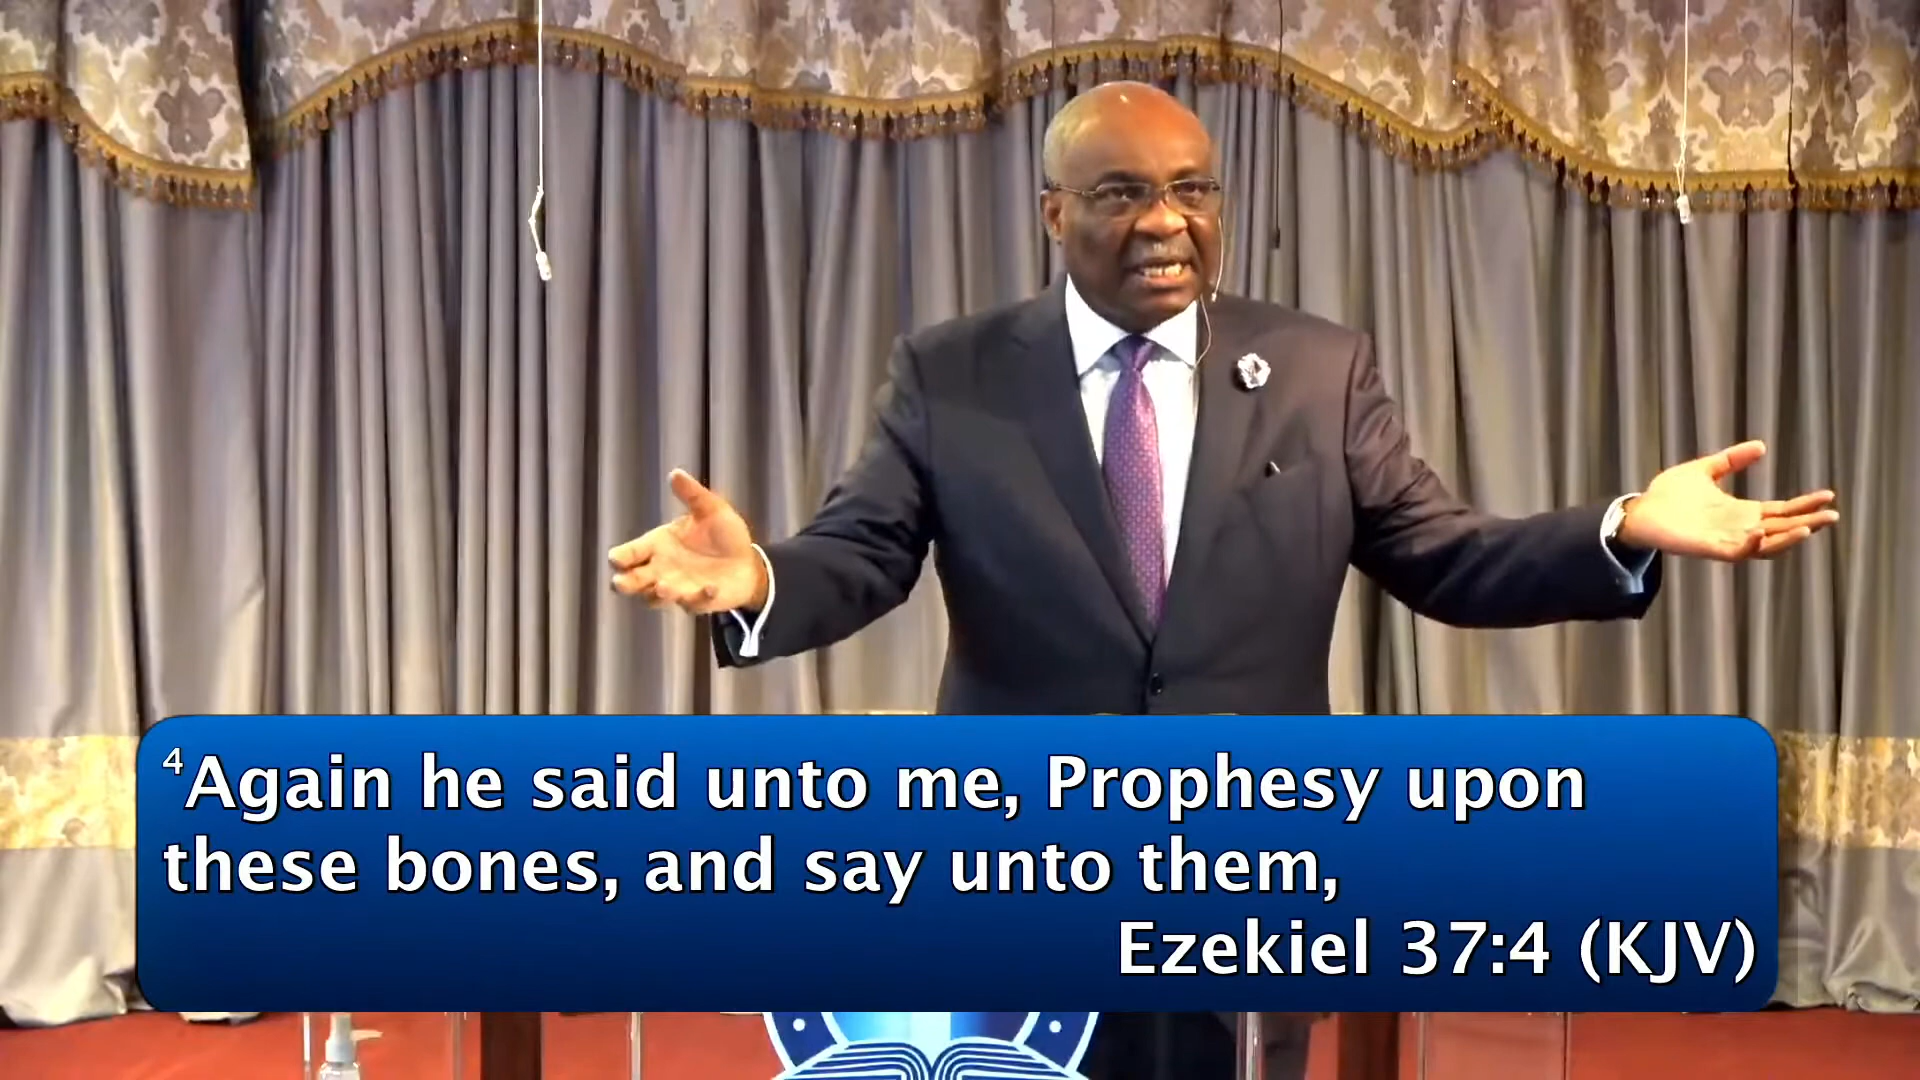 ⁴Again he said unto me, Prophesy upon
these bones, and say unto them,
Ezekiel 37:4 (KJV)